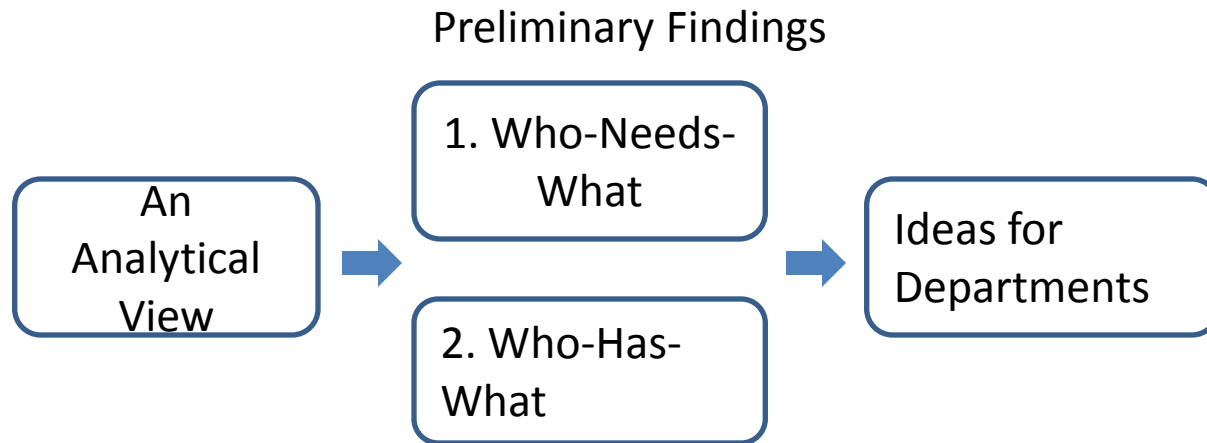 Preliminary Findings
An
Analytical
View
1. Who-Needs-
What
2. Who-Has-
What
Ideas for
Departments